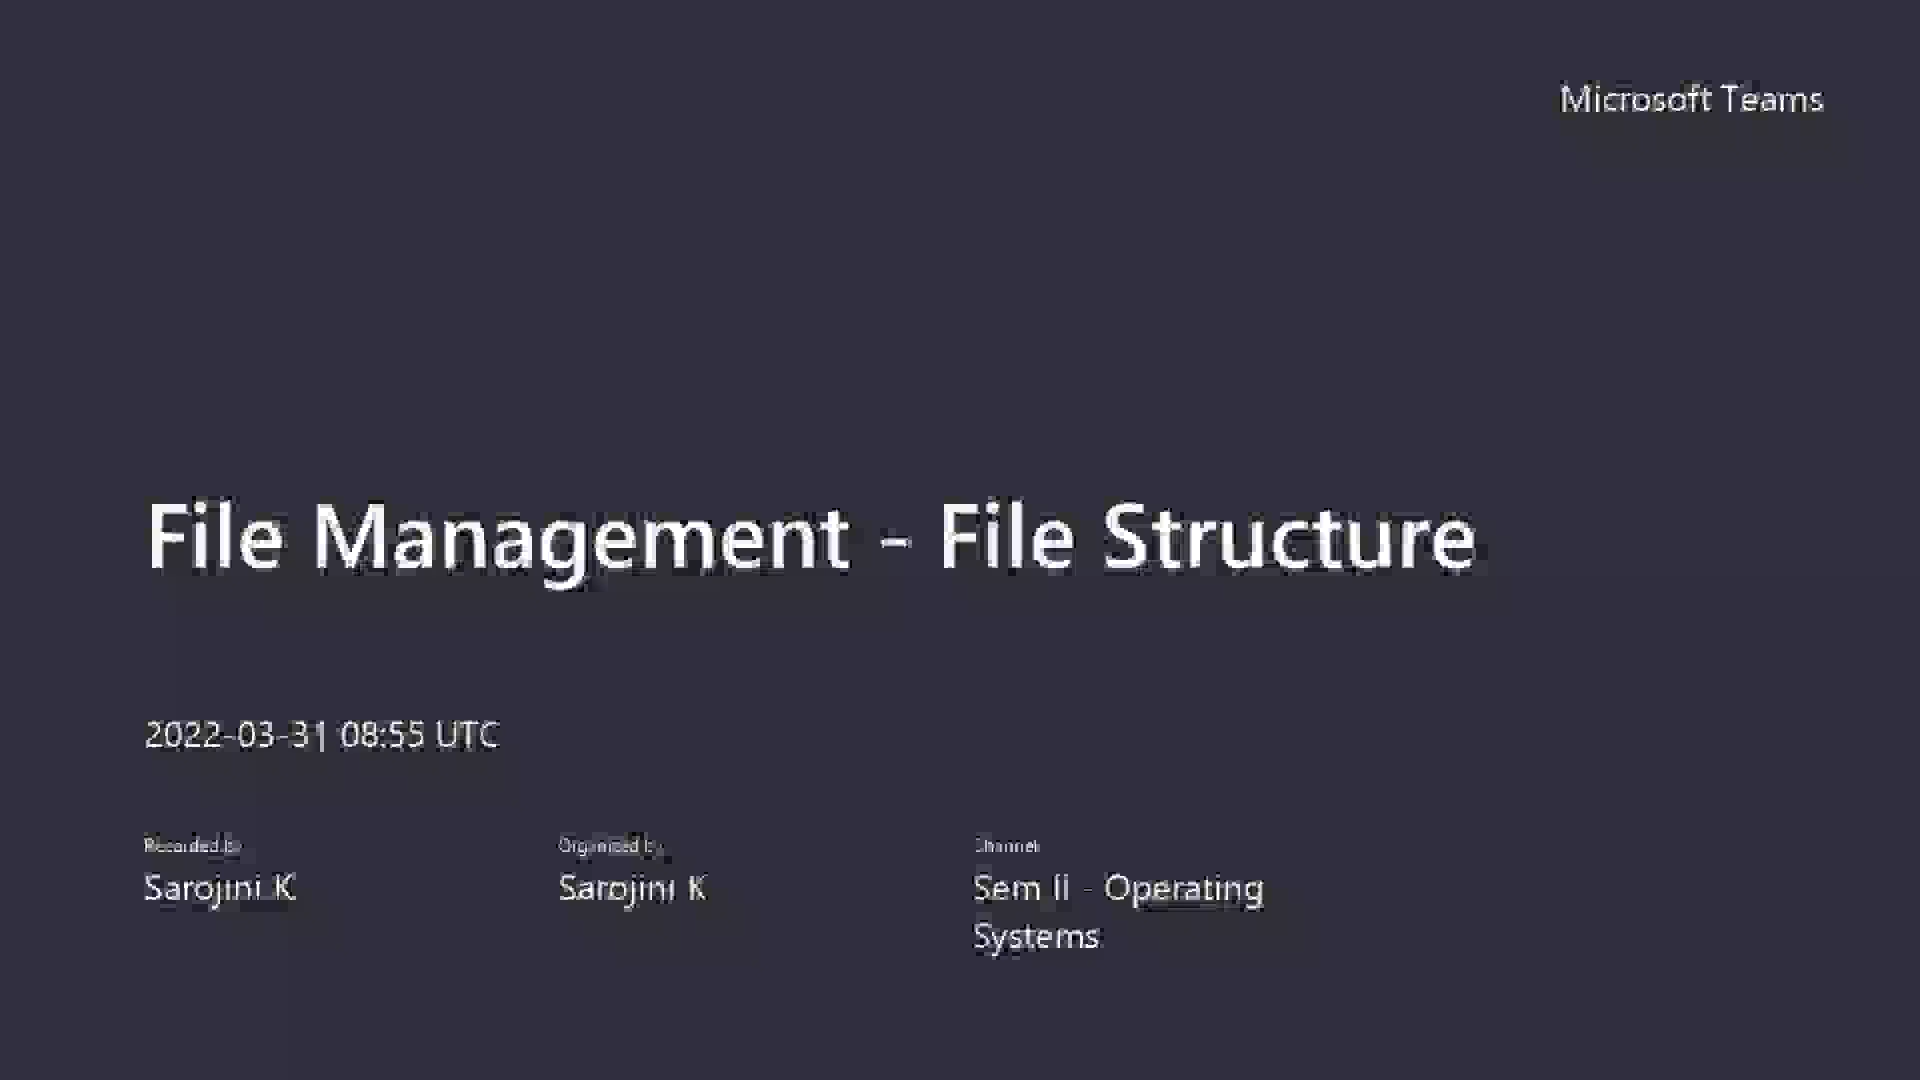 Microsoft Teams
File Management - File Structure
2022-03-31 08:55 UTC
Recorded by
Organized by
Channel
Sarojini K
Sarojini K
Sem II - Operating
Systems